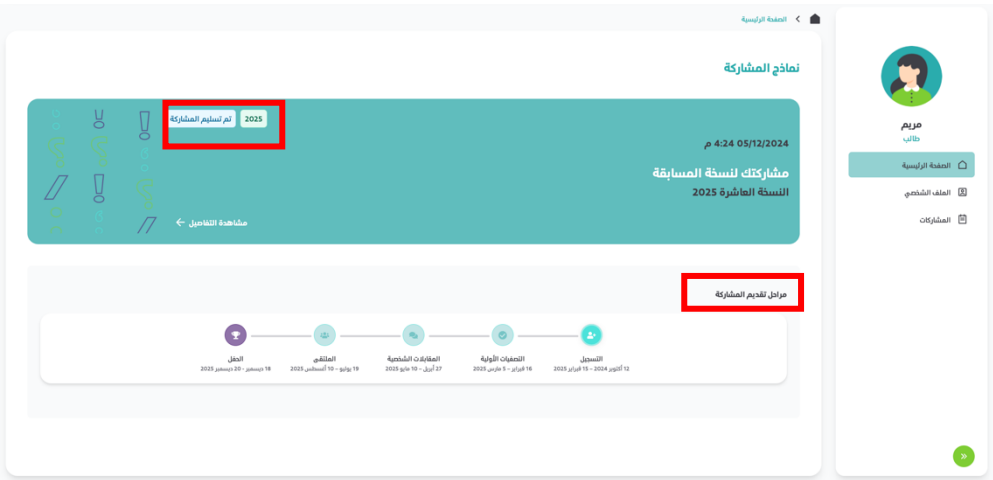 الصفحة الرئيسية
نماذج المشاركة
2025
تم تسليم المشاركة
05/12/2024 4:24 م
مشاركتك لنسخة المسابقة
النسخة العاشرة 2025
مشاهدة التفاصيل
مراحل تقديم المشاركة
التسجيل
12 أكتوبر 2024 – 15 فبراير 2025
التصفيات الأولية
16 فبراير – 5 مارس 2025
المقابلات الشخصية
27 أبريل - 10 مايو 2025
الملتقى
19 يوليو – 10 أغسطس 2025
الحفل
18 ديسمبر - 20 ديسمبر 2025
مريم
طالب
الصفحة الرئيسية
الملف الشخصي
المشاركات